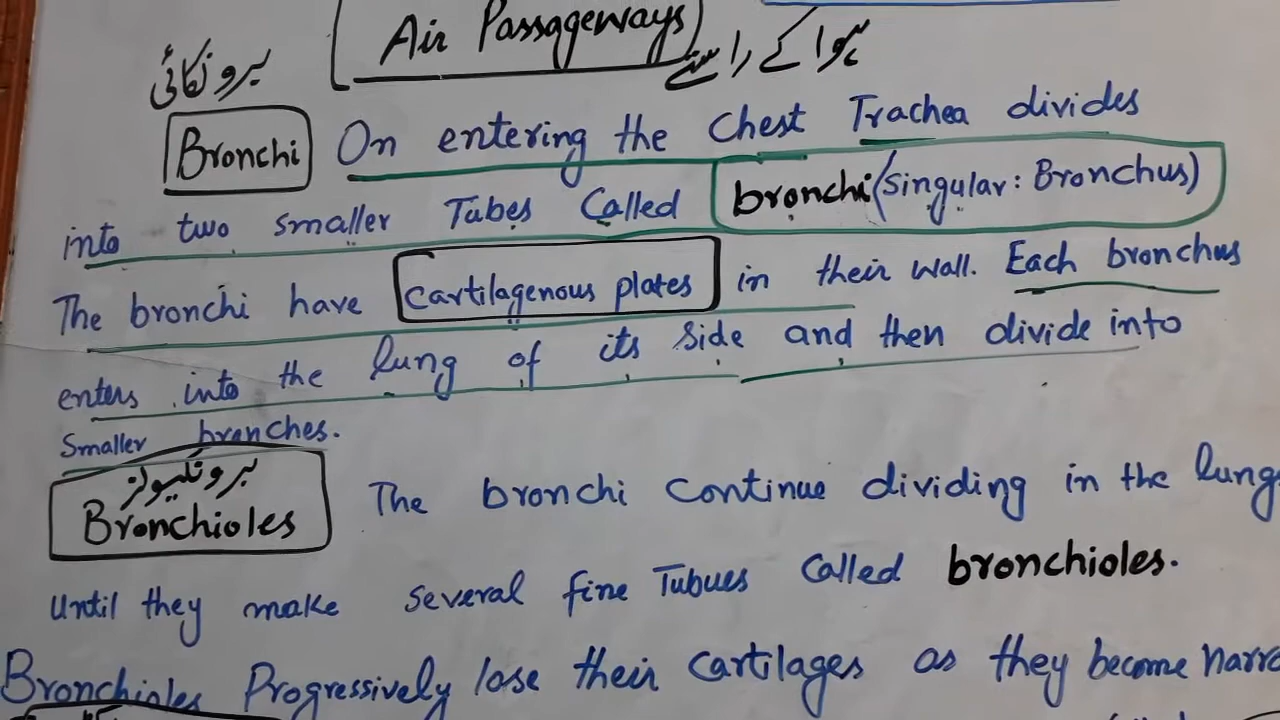 Air Passageways
ہوا کے راستے
برونکائی
Bronchi On entering the Chest Trachea divides
into two smaller Tubes Called bronchi (singular: Bronchus)
The bronchi have cartilagenous plates in their wall. Each bronchus
enters into the lung of its side and then divide into
Smaller branches.
برونکیولز
Bronchioles The bronchi continue dividing in the lung
Until they make several fine Tubues called bronchioles.
Bronchioles Progressively lose their cartilages as they become narro